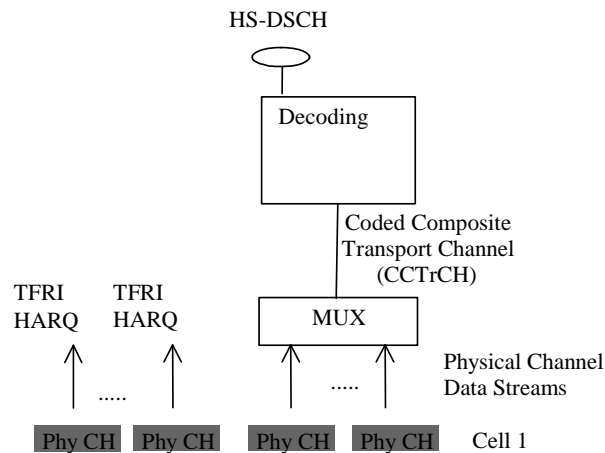 HS-DSCH
Decoding
Coded Composite
Transport Channel
(CCTrCH)
TFRI TFRI
HARQ HARQ
MUX
Physical Channel
Data Streams
..... .....
Phy CH Phy CH Phy CH Phy CH Cell 1